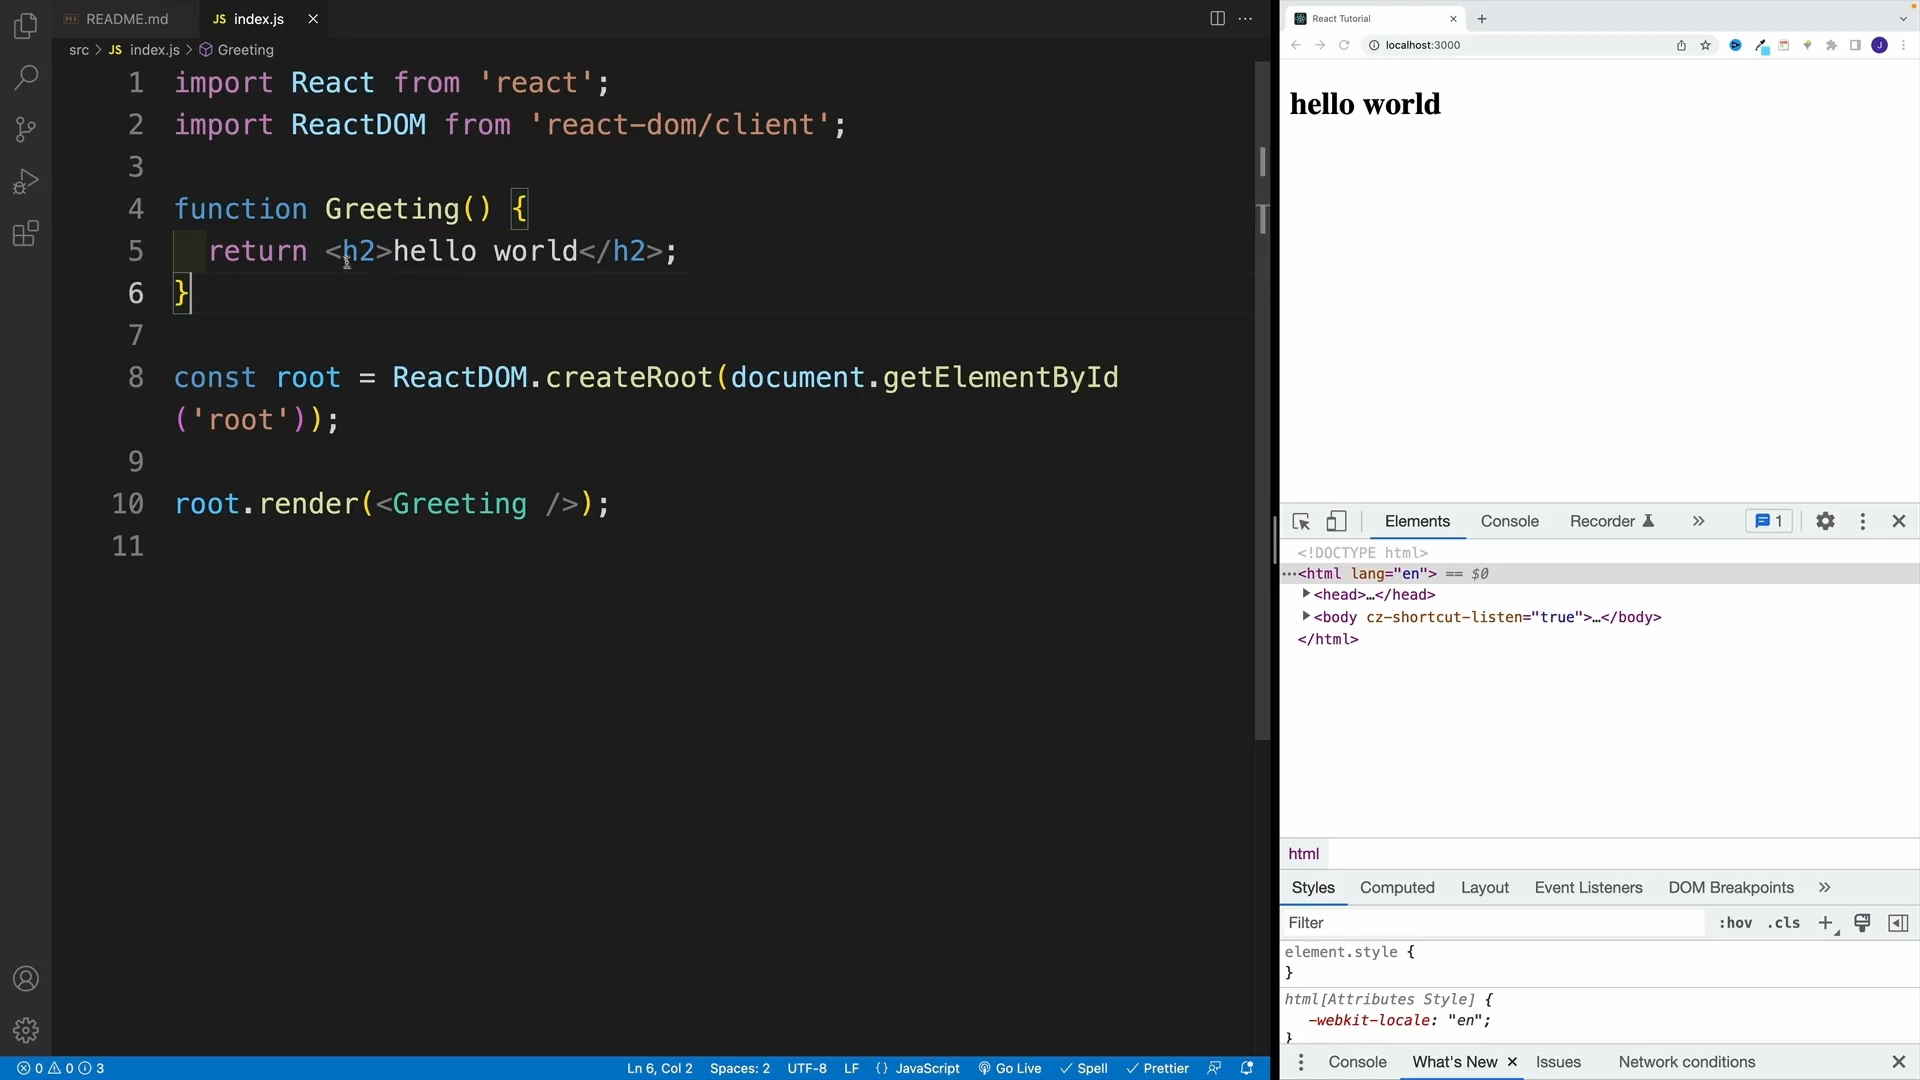 README.md
JS index.js
src > JS index.js > Greeting
1 import React from 'react';
2 import ReactDOM from 'react-dom/client';
3
4 function Greeting() {
5 return <h2>hello world</h2>;
6 }
7
8 const root = ReactDOM.createRoot(document.getElementById
('root'));
9
10 root.render(<Greeting />);
11
0 0 3
Ln 6, Col 2 Spaces: 2 UTF-8 LF {} JavaScript Go Live Spell Prettier
React Tutorial
localhost:3000
J
hello world
Elements Console Recorder 1
<!DOCTYPE html>
<html lang="en"> == $0
<head>…</head>
<body cz-shortcut-listen="true">…</body>
</html>
html
Styles Computed Layout Event Listeners DOM Breakpoints
Filter :hov .cls
element.style {
}
html[Attributes Style] {
-webkit-locale: "en";
}
Console What's New Issues Network conditions